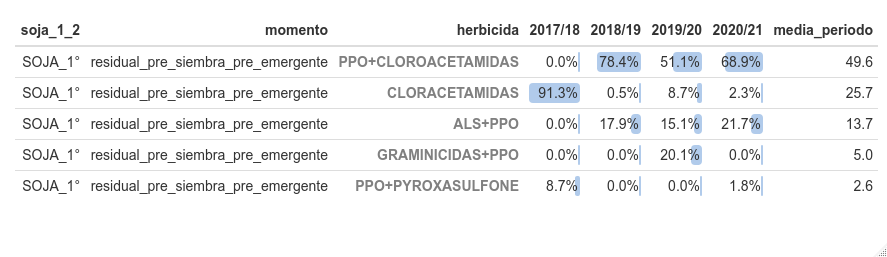 soja_1_2 momento herbicida 2017/18 2018/19 2019/20 2020/21 media_periodo
SOJA_1° residual_pre_siembra_pre_emergente PPO+CLOROACETAMIDAS 0.0% 78.4% 51.1% 68.9% 49.6
SOJA_1° residual_pre_siembra_pre_emergente CLORACETAMIDAS 91.3% 0.5% 8.7% 2.3% 25.7
SOJA_1° residual_pre_siembra_pre_emergente ALS+PPO 0.0% 17.9% 15.1% 21.7% 13.7
SOJA_1° residual_pre_siembra_pre_emergente GRAMINICIDAS+PPO 0.0% 0.0% 20.1% 0.0% 5.0
SOJA_1° residual_pre_siembra_pre_emergente PPO+PYROXASULFONE 8.7% 0.0% 0.0% 1.8% 2.6